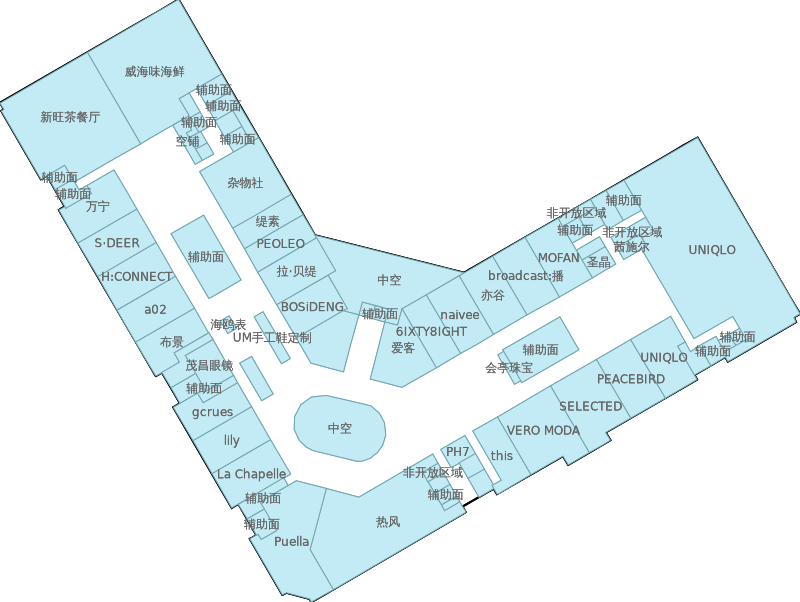 威海味海鲜
辅助面
辅助面
新旺茶餐厅
辅助面
空铺
辅助面
辅助面
杂物社
辅助面
万宁
非开放区域
辅助面
缇素
辅助面
非开放区域
S·DEER
PEOLEO
茜施尔
辅助面
MOFAN
UNIQLO
圣晶
拉·贝缇
H:CONNECT
broadcast:播
中空
亦谷
BOSiDENG
a02
辅助面
naivee
海鸥表
6IXTY8IGHT
UM手工鞋定制
布景
爱客
辅助面
辅助面
辅助面
UNIQLO
茂昌眼镜
会亭珠宝
PEACEBIRD
辅助面
SELECTED
gcrues
中空
VERO MODA
lily
PH7
this
La Chapelle
非开放区域
辅助面
辅助面
热风
辅助面
Puella